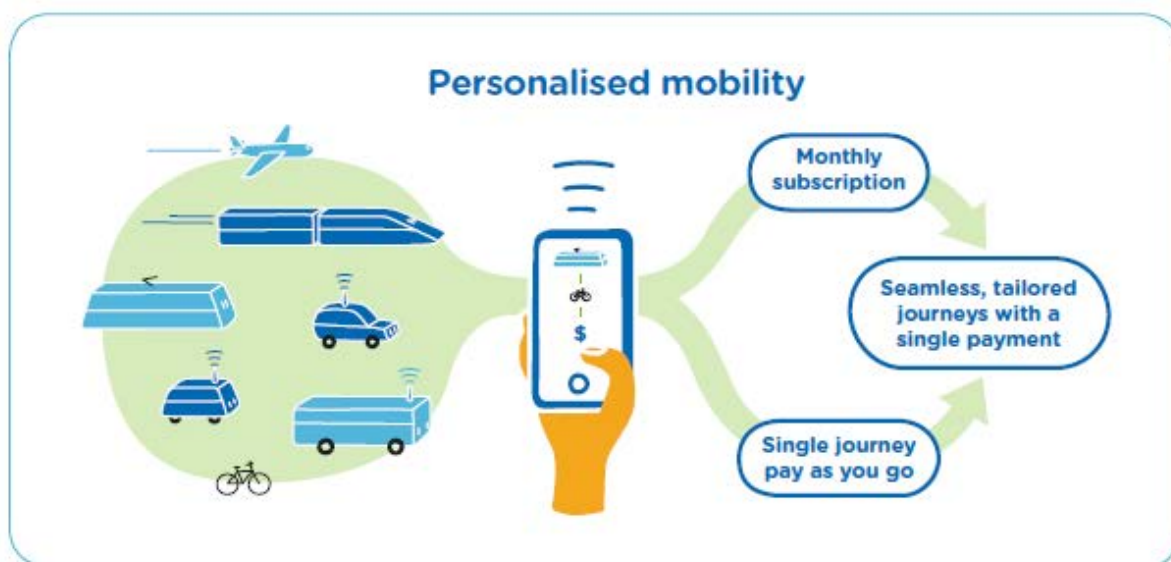 Personalised mobility
Monthly
subscription
$
Seamless, tailored
journeys with a
single payment
Single journey
pay as you go